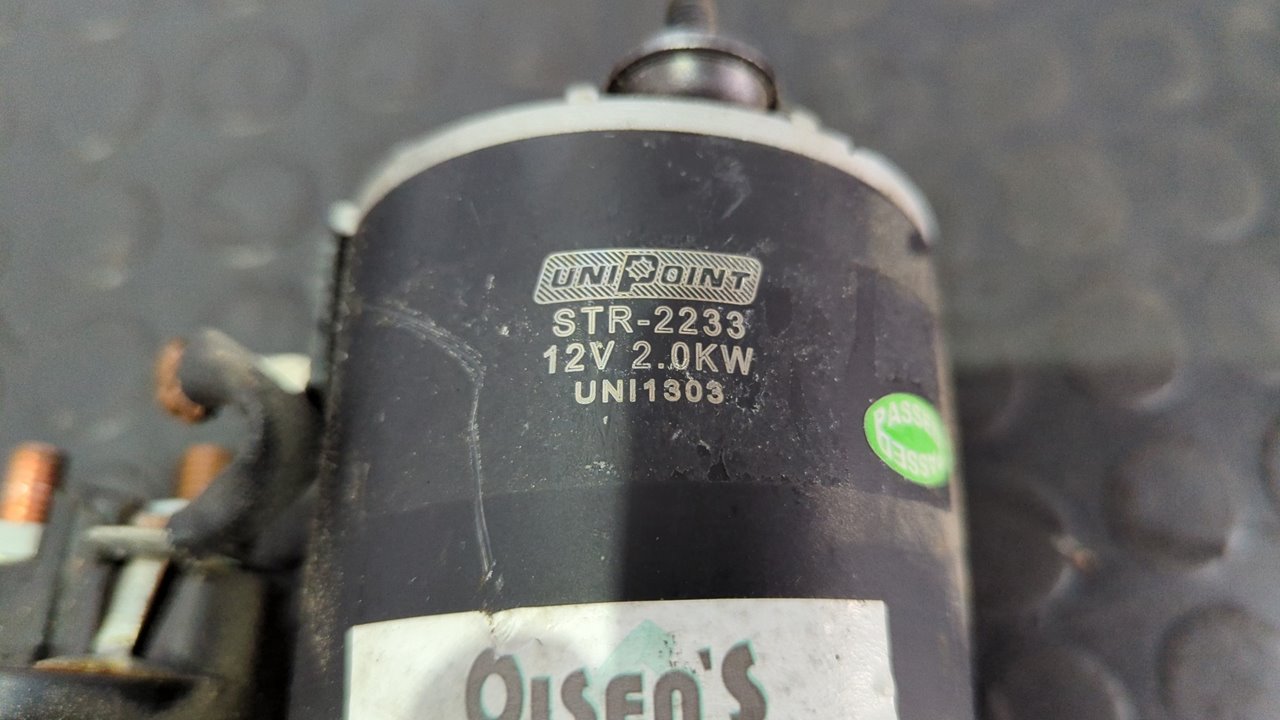 UNIPOINT
STR-2233
12V 2.0KW
UNI1303
PASSED
PASSED
OLSEN'S